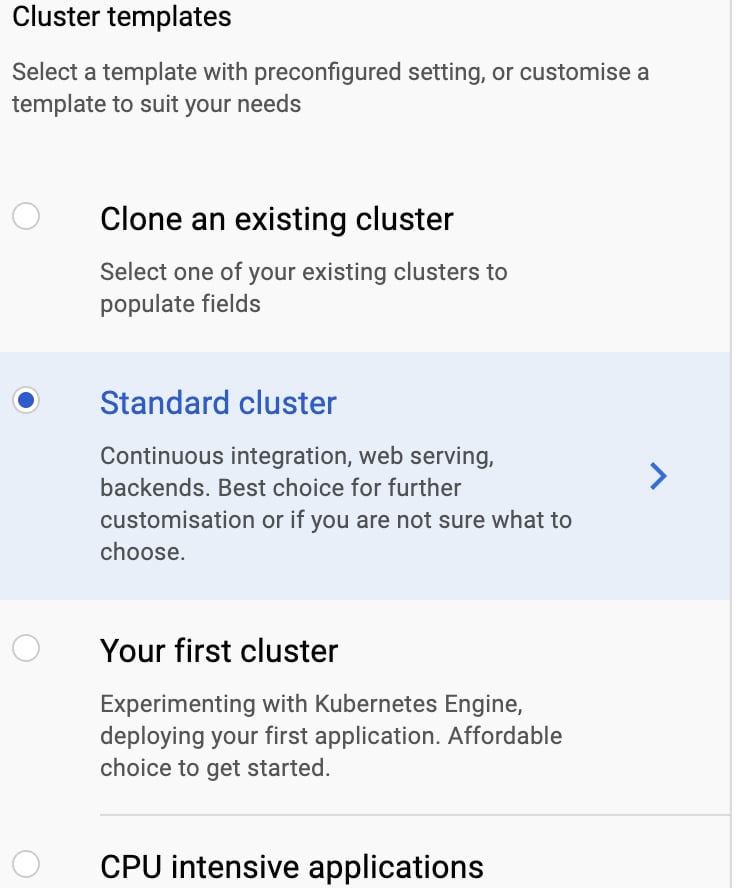 Cluster templates
Select a template with preconfigured setting, or customise a
template to suit your needs
Clone an existing cluster
Select one of your existing clusters to
populate fields
Standard cluster
Continuous integration, web serving,
backends. Best choice for further
customisation or if you are not sure what to
choose.
Your first cluster
Experimenting with Kubernetes Engine,
deploying your first application. Affordable
choice to get started.
CPU intensive applications